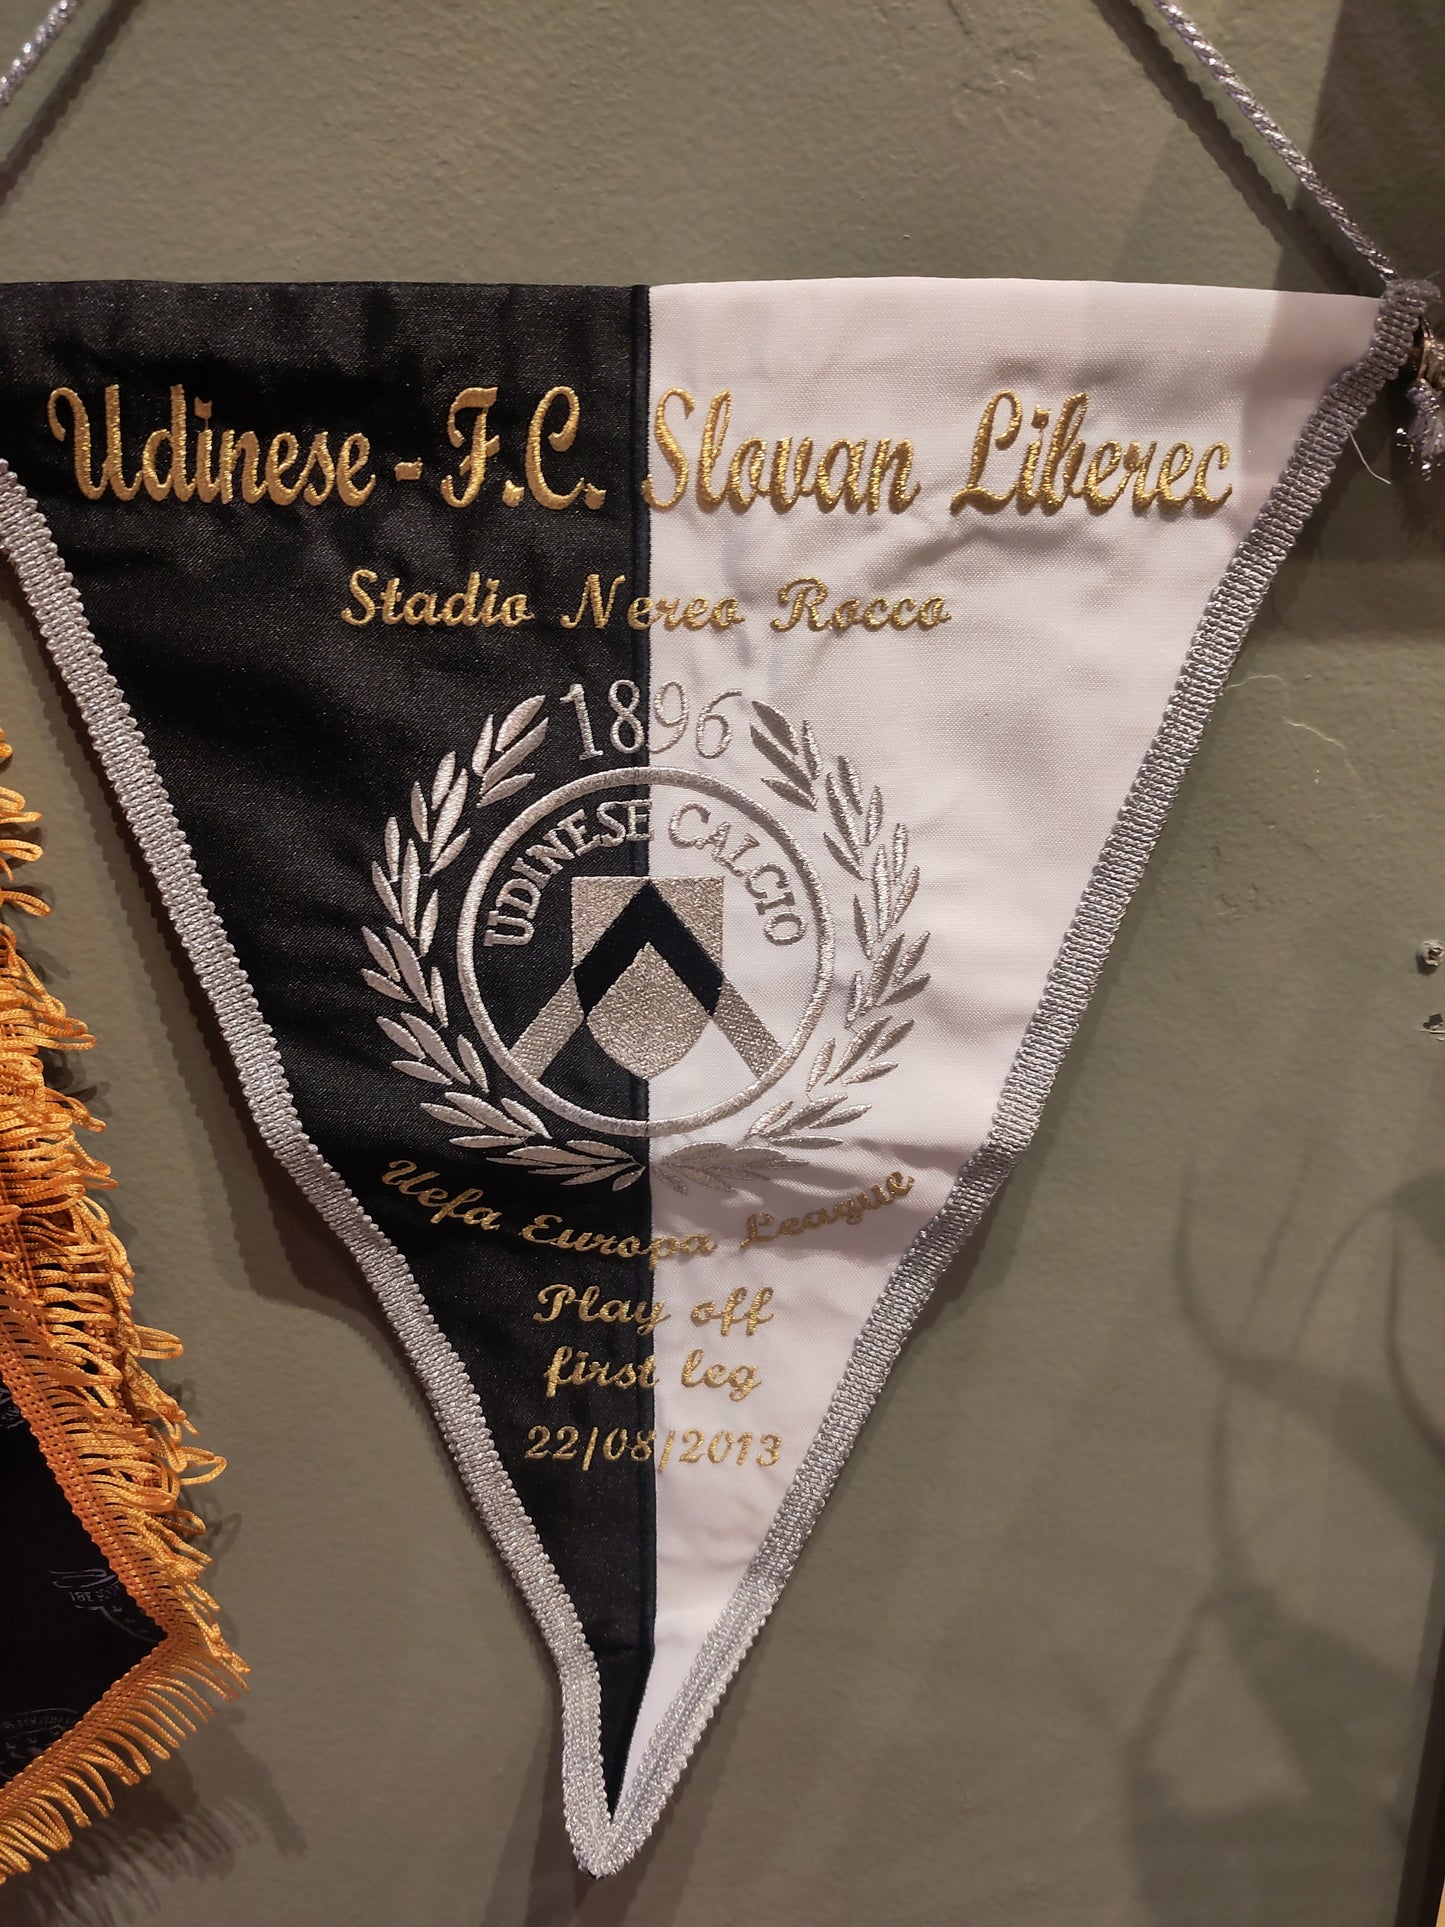 Udinese - F.C. Slovan Liberec
Stadio Nereo Rocco
1896
UDINESE CALCIO
Uefa Europa League
Play off
first leg
22/08/2013